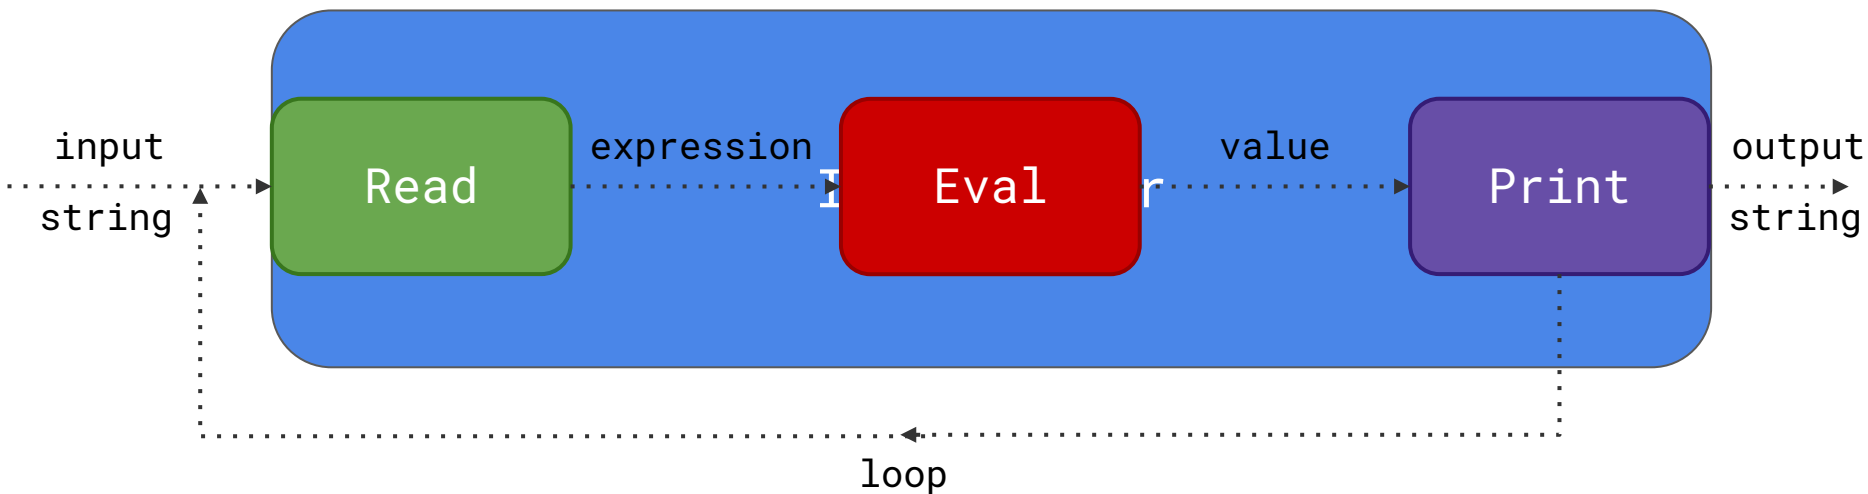 input
string
Read
expression
Eval
value
Print
output
string
loop